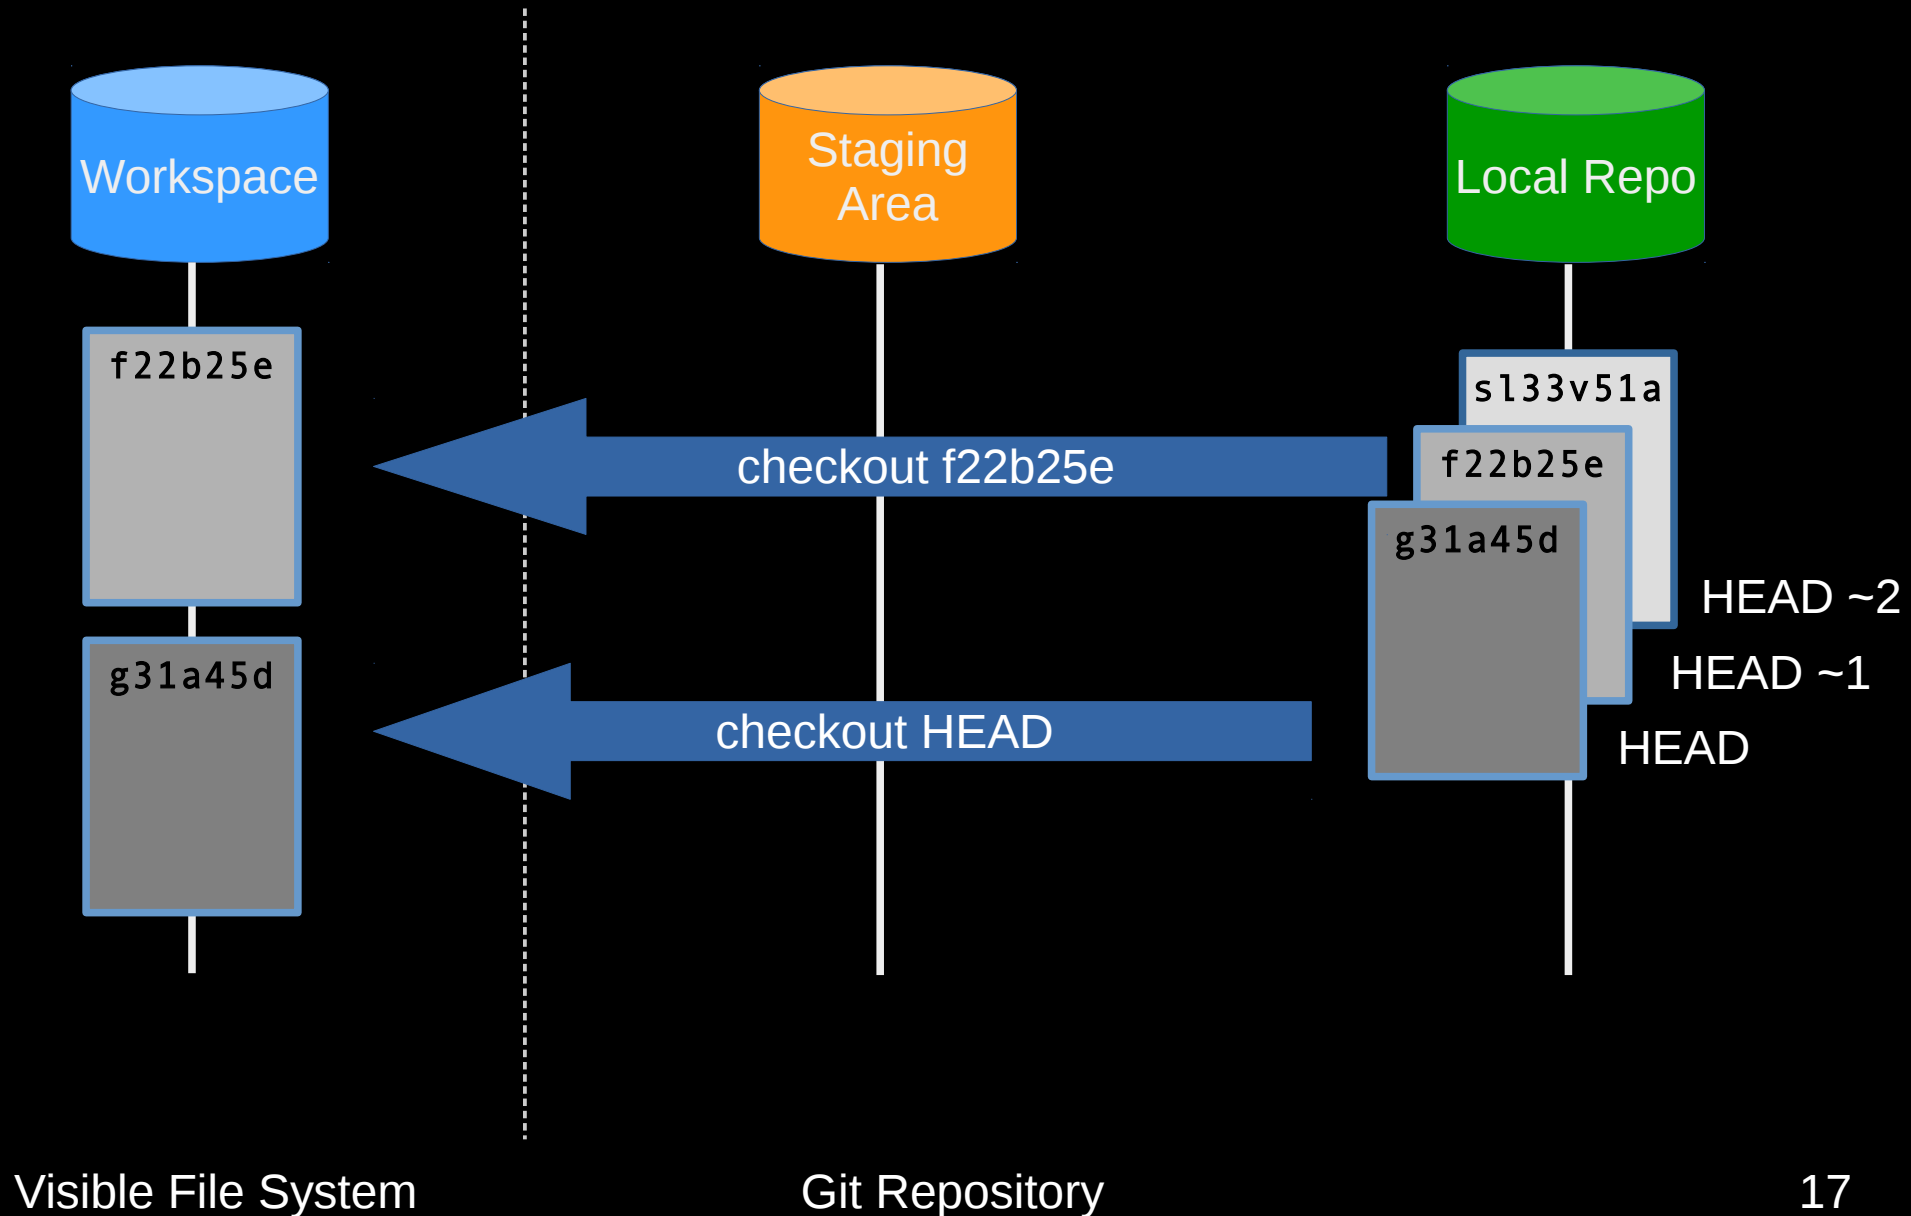 Workspace
Staging
Area
Local Repo
f22b25e
sl33v51a
checkout f22b25e
f22b25e
g31a45d
HEAD ~2
g31a45d
HEAD ~1
checkout HEAD
HEAD
Visible File System
Git Repository
17